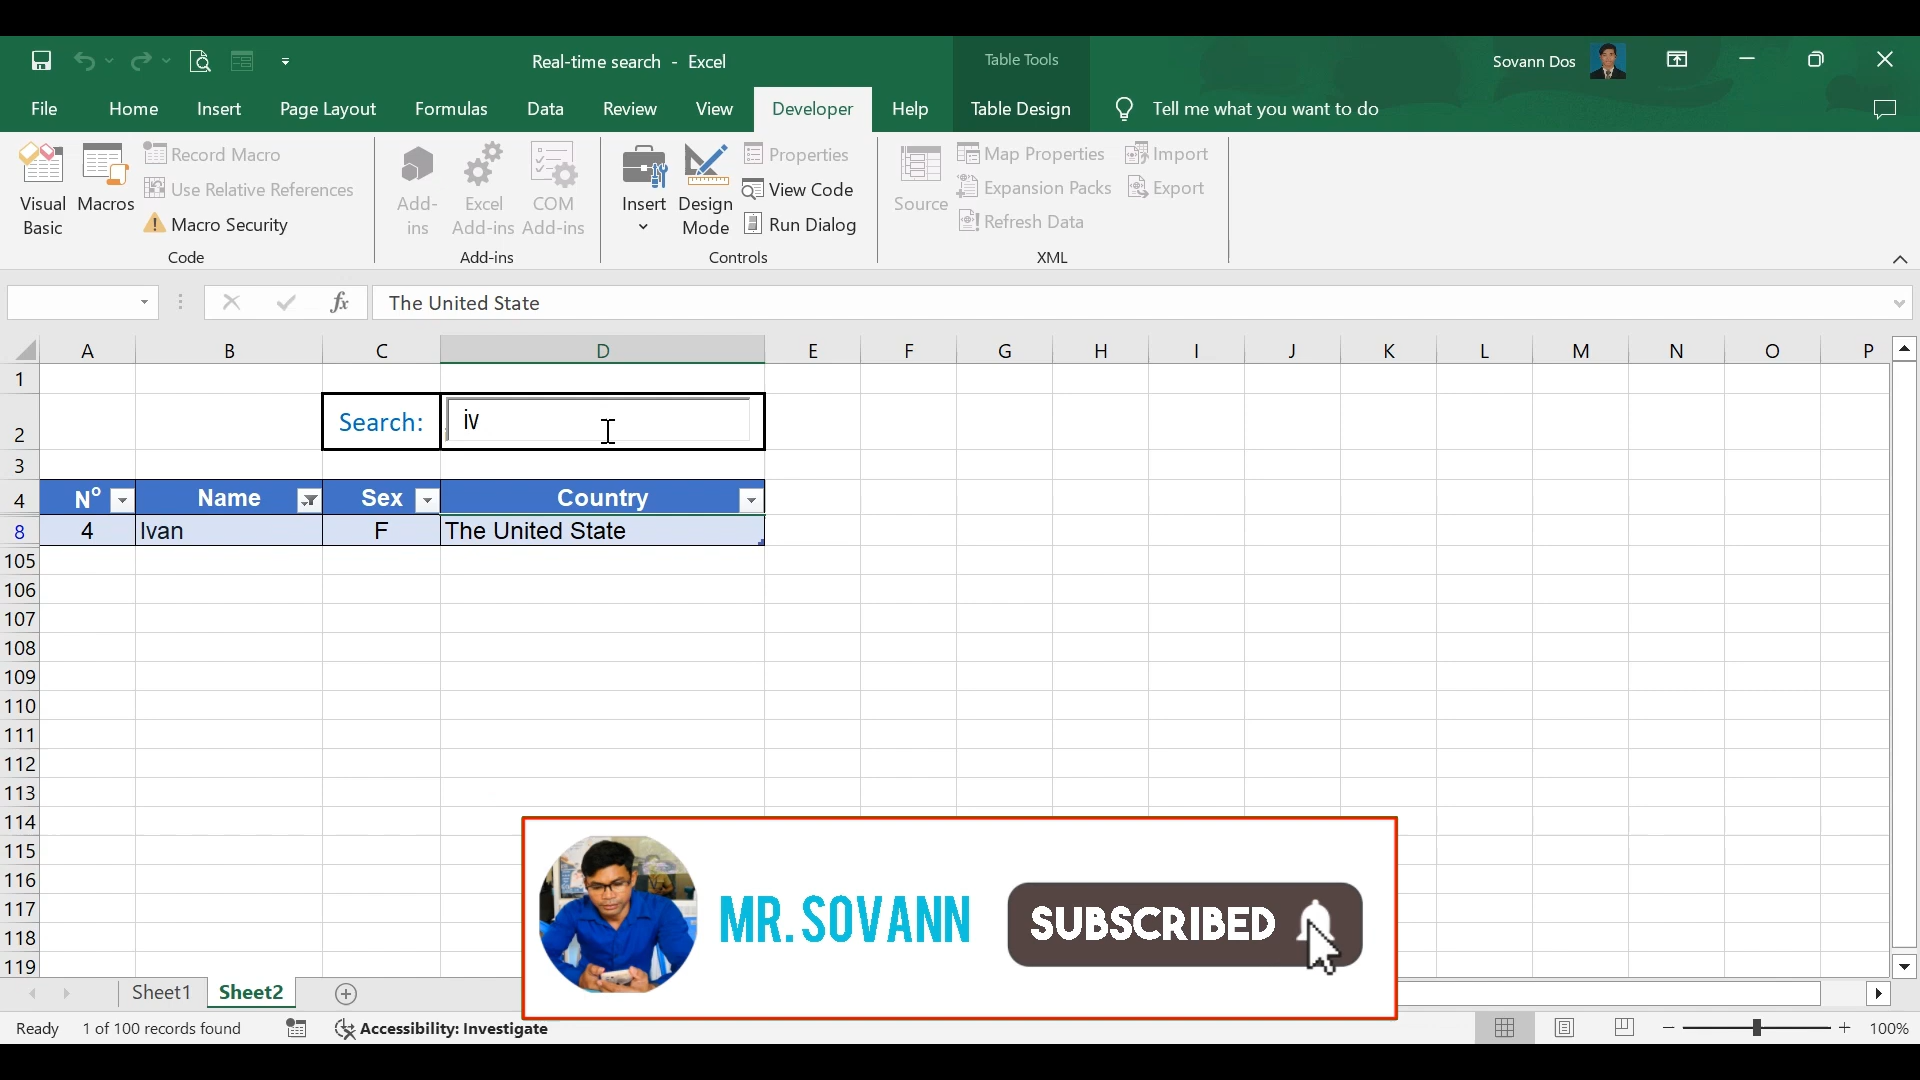 Real-time search - Excel
Table Tools
Sovann Dos
File Home Insert Page Layout Formulas Data Review View Developer Help Table Design Tell me what you want to do
Visual Basic
Macros
Record Macro
Use Relative References
Macro Security
Code
Add-ins
Excel Add-ins
COM Add-ins
Add-ins
Insert
Design Mode
Properties
View Code
Run Dialog
Controls
Source
Map Properties
Expansion Packs
Refresh Data
Import
Export
XML
fx The United State
A B C D E F G H I J K L M N O P
1
2 Search: iv
3
4 N° Name Sex Country
8 4 Ivan F The United State
105
106
107
108
109
110
111
112
113
114
115
116
117
118
119
MR. SOVANN SUBSCRIBED
Sheet1 Sheet2
Ready 1 of 100 records found Accessibility: Investigate 100%